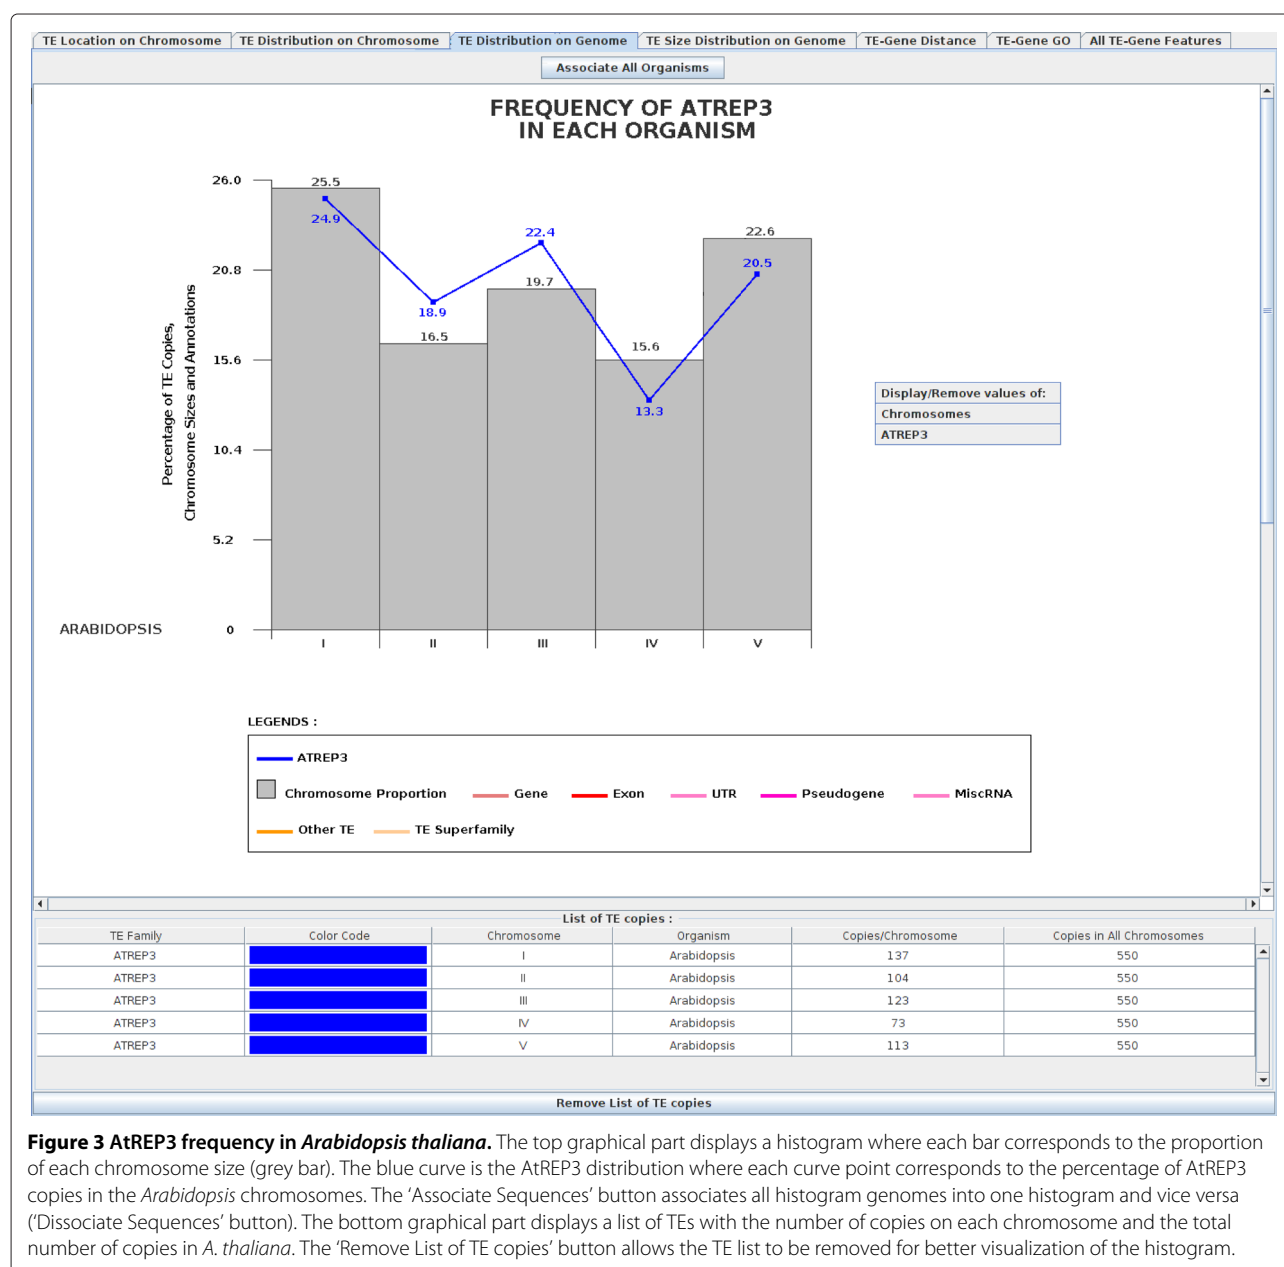 TE Location on Chromosome TE Distribution on Chromosome TE Distribution on Genome TE Size Distribution on Genome TE-Gene Distance TE-Gene GO All TE-Gene Features
Associate All Organisms
FREQUENCY OF ATREP3
IN EACH ORGANISM
Percentage of TE Copies,
Chromosome Sizes and Annotations
26.0
20.8
15.6
10.4
5.2
0
25.5
24.9
18.9
16.5
22.4
19.7
15.6
13.3
22.6
20.5
ARABIDOPSIS
I II III IV V
Display/Remove values of:
Chromosomes
ATREP3
LEGENDS :
ATREP3
Chromosome Proportion Gene Exon UTR Pseudogene MiscRNA
Other TE TE Superfamily
List of TE copies :
TE Family Color Code Chromosome Organism Copies/Chromosome Copies in All Chromosomes
ATREP3 I Arabidopsis 137 550
ATREP3 II Arabidopsis 104 550
ATREP3 III Arabidopsis 123 550
ATREP3 IV Arabidopsis 73 550
ATREP3 V Arabidopsis 113 550
Remove List of TE copies
Figure 3 AtREP3 frequency in Arabidopsis thaliana. The top graphical part displays a histogram where each bar corresponds to the proportion
of each chromosome size (grey bar). The blue curve is the AtREP3 distribution where each curve point corresponds to the percentage of AtREP3
copies in the Arabidopsis chromosomes. The ‘Associate Sequences’ button associates all histogram genomes into one histogram and vice versa
(‘Dissociate Sequences’ button). The bottom graphical part displays a list of TEs with the number of copies on each chromosome and the total
number of copies in A. thaliana. The ‘Remove List of TE copies’ button allows the TE list to be removed for better visualization of the histogram.